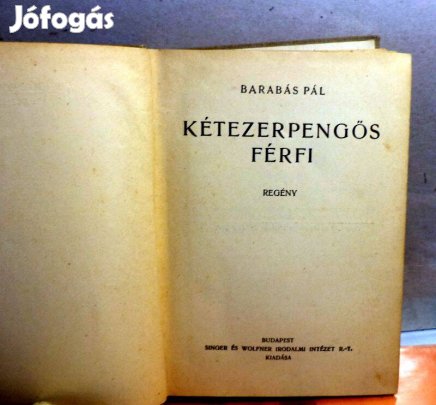 Jófogás
BARABÁS PÁL
KÉTEZERPENGŐS
FÉRFI
REGÉNY
BUDAPEST
SINGER ÉS WOLFNER IRODALMI INTÉZET R.-T.
KIADÁSA